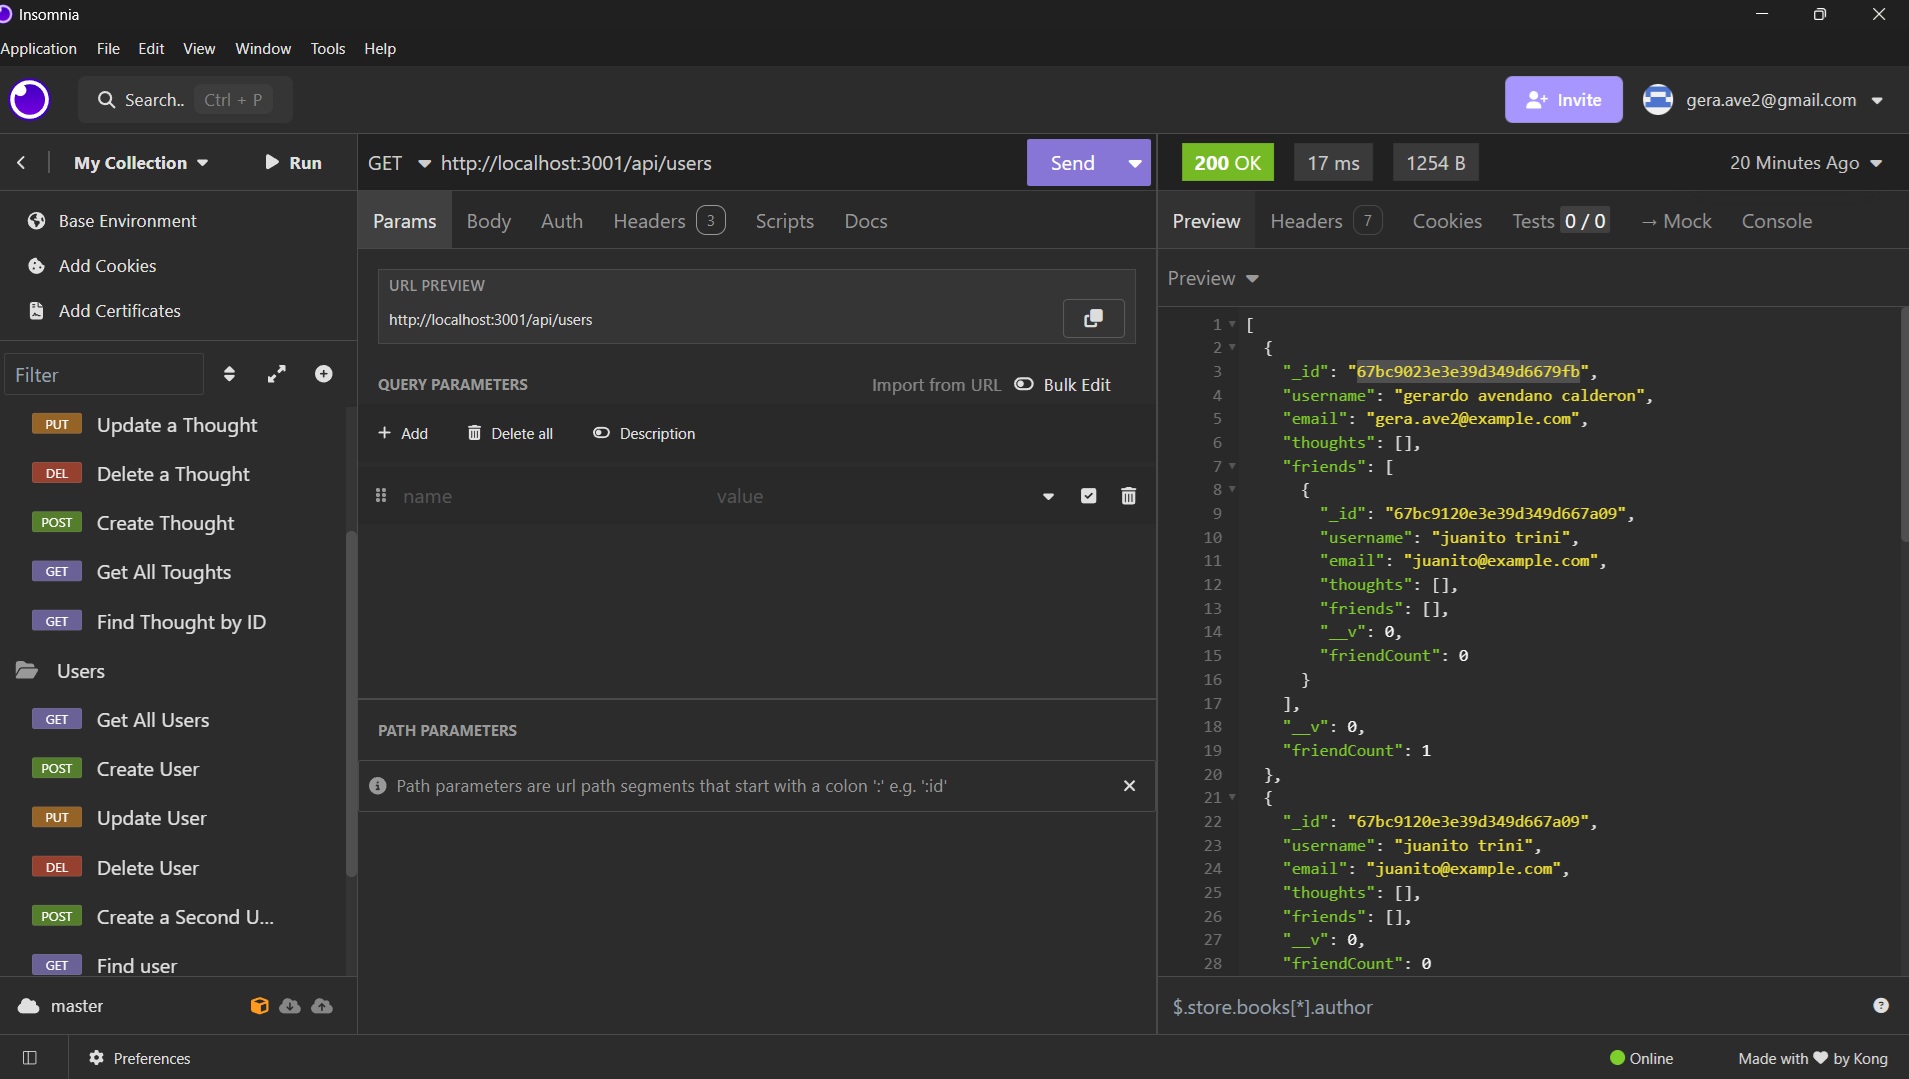 Insomnia
Application File Edit View Window Tools Help
Search.. Ctrl + P
Invite
gera.ave2@gmail.com
My Collection
Run
Base Environment
Add Cookies
Add Certificates
Filter
PUT Update a Thought
DEL Delete a Thought
POST Create Thought
GET Get All Toughts
GET Find Thought by ID
Users
GET Get All Users
POST Create User
PUT Update User
DEL Delete User
POST Create a Second U...
GET Find user
master
GET http://localhost:3001/api/users
Send
Params Body Auth Headers 3 Scripts Docs
URL PREVIEW
http://localhost:3001/api/users
QUERY PARAMETERS
Import from URL Bulk Edit
+ Add Delete all Description
name value
PATH PARAMETERS
Path parameters are url path segments that start with a colon ':' e.g. ':id'
200 OK 17 ms 1254 B 20 Minutes Ago
Preview Headers 7 Cookies Tests 0 / 0 → Mock Console
Preview
1 [
2 {
3 "_id": "67bc9023e3e39d349d6679fb",
4 "username": "gerardo avendano calderon",
5 "email": "gera.ave2@example.com",
6 "thoughts": [],
7 "friends": [
8 {
9 "_id": "67bc9120e3e39d349d667a09",
10 "username": "juanito trini",
11 "email": "juanito@example.com",
12 "thoughts": [],
13 "friends": [],
14 "__v": 0,
15 "friendCount": 0
16 }
17 ],
18 "__v": 0,
19 "friendCount": 1
20 },
21 {
22 "_id": "67bc9120e3e39d349d667a09",
23 "username": "juanito trini",
24 "email": "juanito@example.com",
25 "thoughts": [],
26 "friends": [],
27 "__v": 0,
28 "friendCount": 0
$.store.books[*].author
Preferences
Online
Made with ♥ by Kong